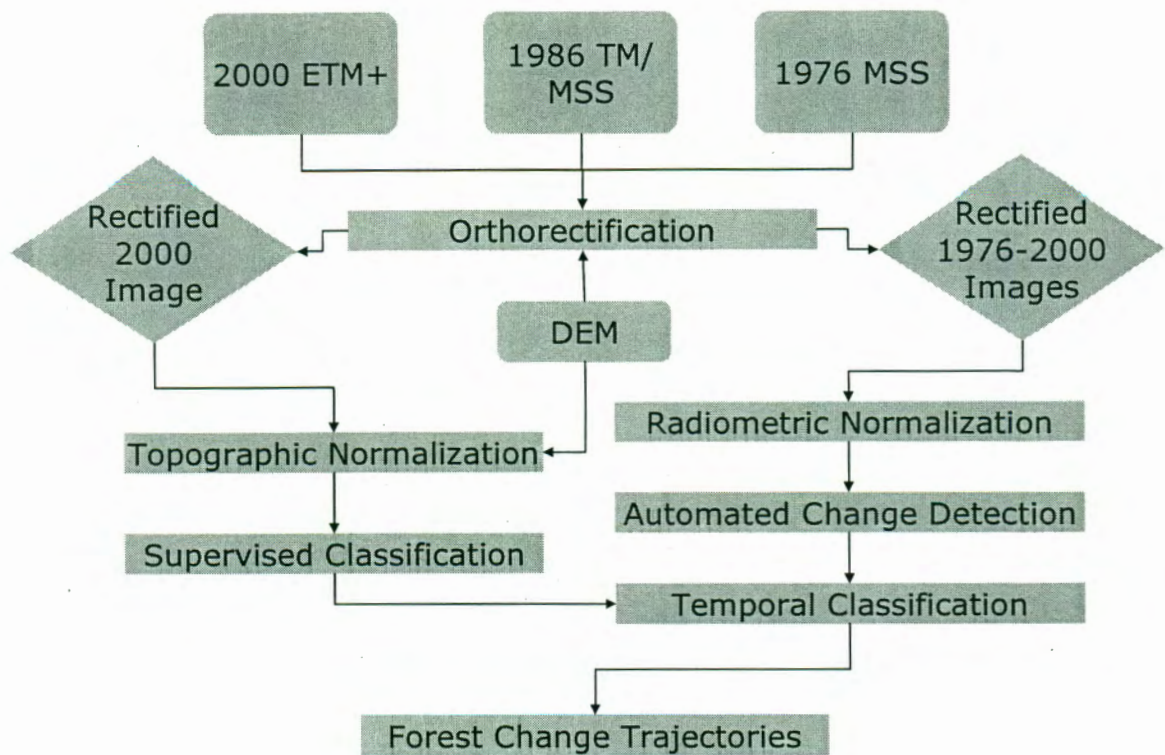 2000 ETM+
1986 TM/
MSS
1976 MSS
Rectified
2000
Image
Orthorectification
Rectified
1976-2000
Images
DEM
Radiometric Normalization
Topographic Normalization
Automated Change Detection
Supervised Classification
Temporal Classification
Forest Change Trajectories